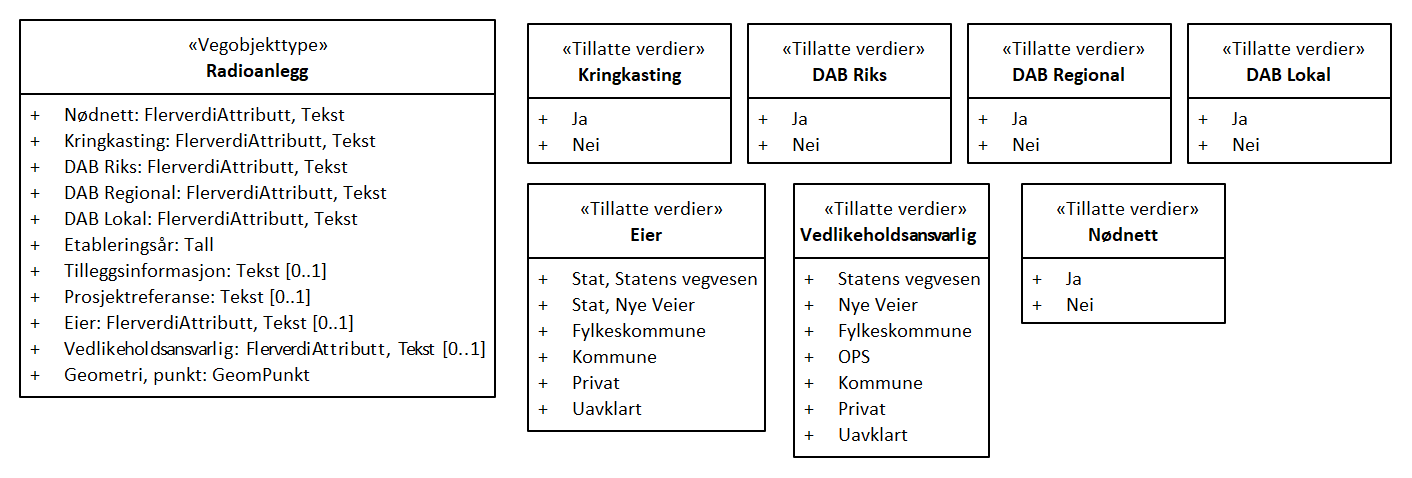 «Vegobjekttype»
Radioanlegg
+ Nødnett: FlerverdiAttributt, Tekst
+ Kringkasting: FlerverdiAttributt, Tekst
+ DAB Riks: FlerverdiAttributt, Tekst
+ DAB Regional: FlerverdiAttributt, Tekst
+ DAB Lokal: FlerverdiAttributt, Tekst
+ Etableringsår: Tall
+ Tilleggsinformasjon: Tekst [0..1]
+ Prosjektreferanse: Tekst [0..1]
+ Eier: FlerverdiAttributt, Tekst [0..1]
+ Vedlikeholdsansvarlig: FlerverdiAttributt, Tekst [0..1]
+ Geometri, punkt: GeomPunkt
«Tillatte verdier»
Kringkasting
+ Ja
+ Nei
«Tillatte verdier»
DAB Riks
+ Ja
+ Nei
«Tillatte verdier»
DAB Regional
+ Ja
+ Nei
«Tillatte verdier»
DAB Lokal
+ Ja
+ Nei
«Tillatte verdier»
Eier
+ Stat, Statens vegvesen
+ Stat, Nye Veier
+ Fylkeskommune
+ Kommune
+ Privat
+ Uavklart
«Tillatte verdier»
Vedlikeholdsansvarlig
+ Statens vegvesen
+ Nye Veier
+ Fylkeskommune
+ OPS
+ Kommune
+ Privat
+ Uavklart
«Tillatte verdier»
Nødnett
+ Ja
+ Nei